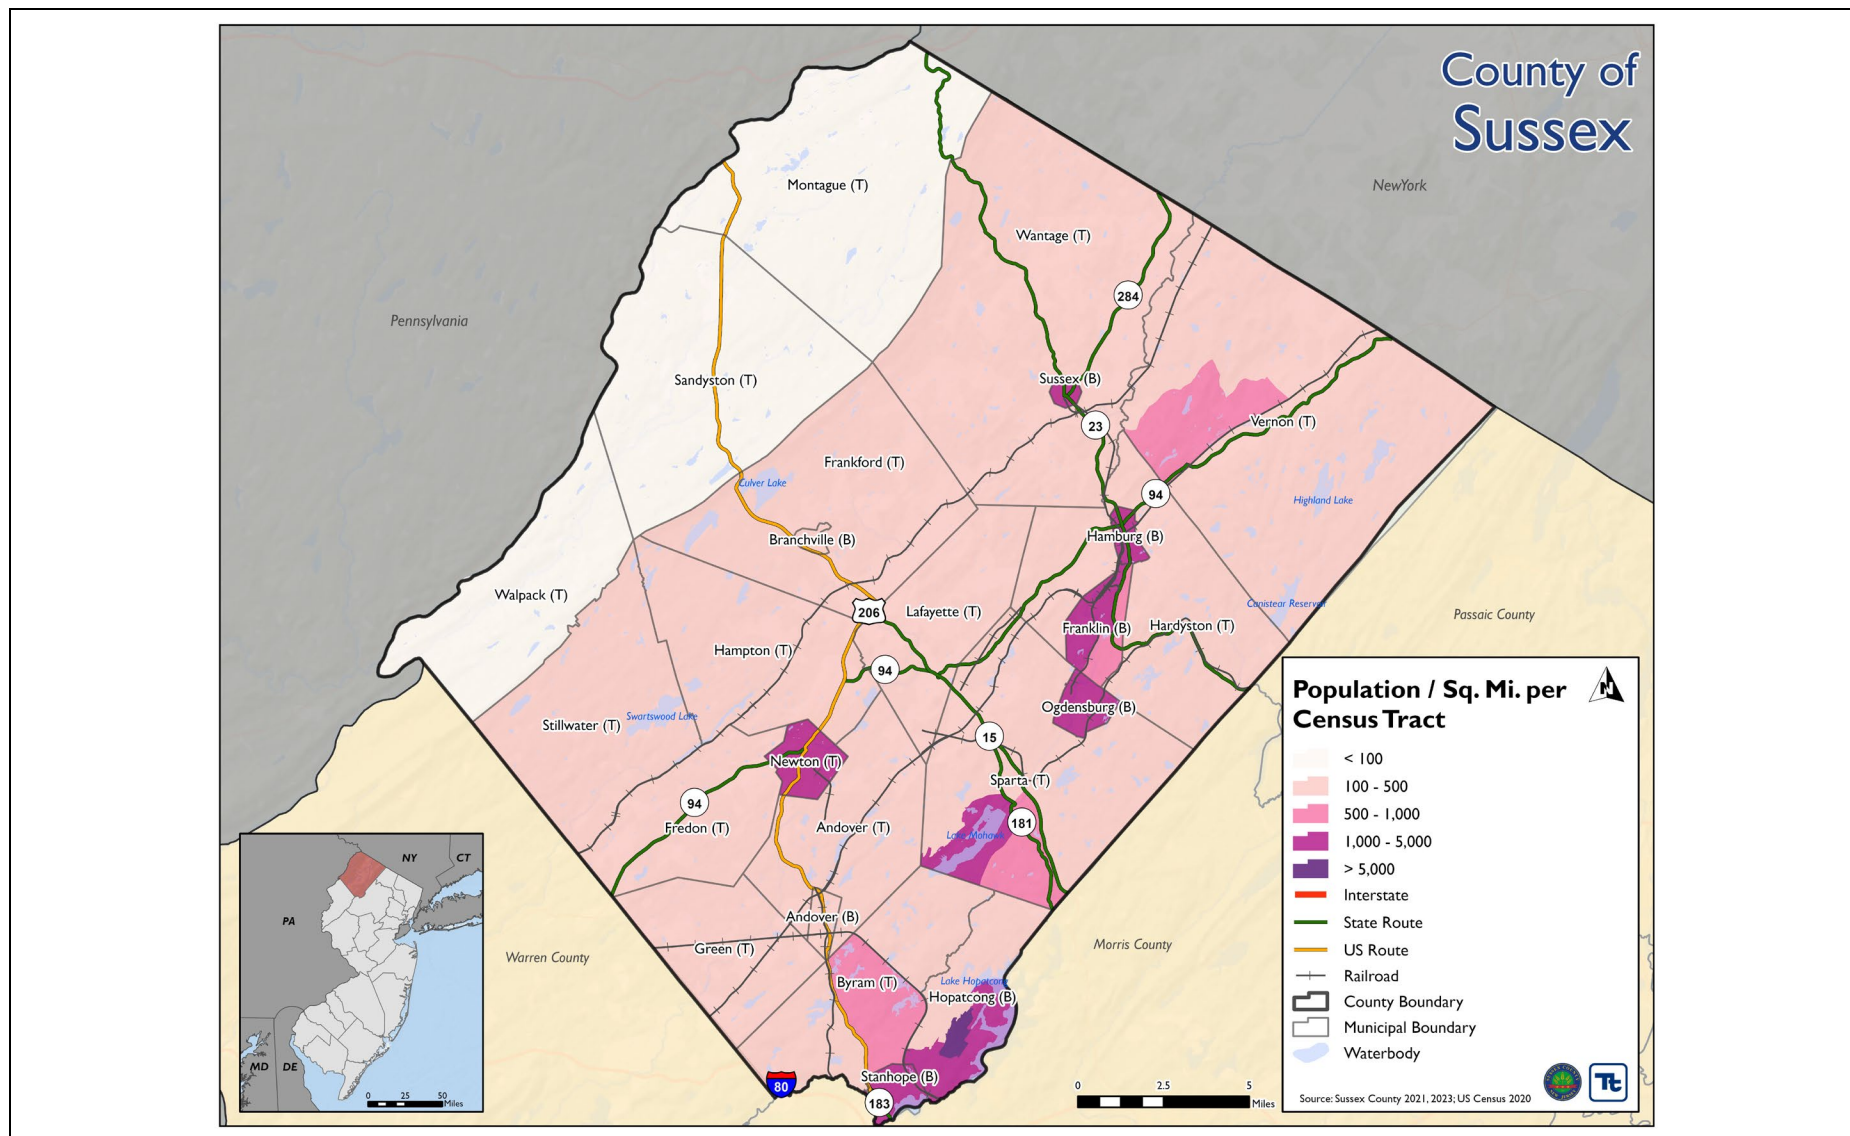 County of
Sussex
NewYork
Pennsylvania
Montague (T)
Wantage (T)
284
Sandyston (T)
Sussex (B)
23
Vernon (T)
Frankford (T)
Culver Lake
94
Highland Lake
Branchville (B)
Hamburg (B)
Walpack (T)
206
Lafayette (T)
Canistear Reservoir
Passaic County
Franklin (B)
Hardyston (T)
Hampton (T)
94
Ogdensburg (B)
Stillwater (T)
Swartswood Lake
15
Newton (T)
Sparta (T)
94
Fredon (T)
Andover (T)
181
Lake Mohawk
Andover (B)
Green (T)
Warren County
Morris County
Byram (T)
Lake Hopatcong
Hopatcong (B)
Stanhope (B)
80
183
Population / Sq. Mi. per
Census Tract
N
< 100
100 - 500
500 - 1,000
1,000 - 5,000
> 5,000
Interstate
State Route
US Route
Railroad
County Boundary
Municipal Boundary
Waterbody
Tt
Source: Sussex County 2021, 2023; US Census 2020
0 2.5 5
Miles
NY
CT
PA
MD
DE
0 25 50
Miles